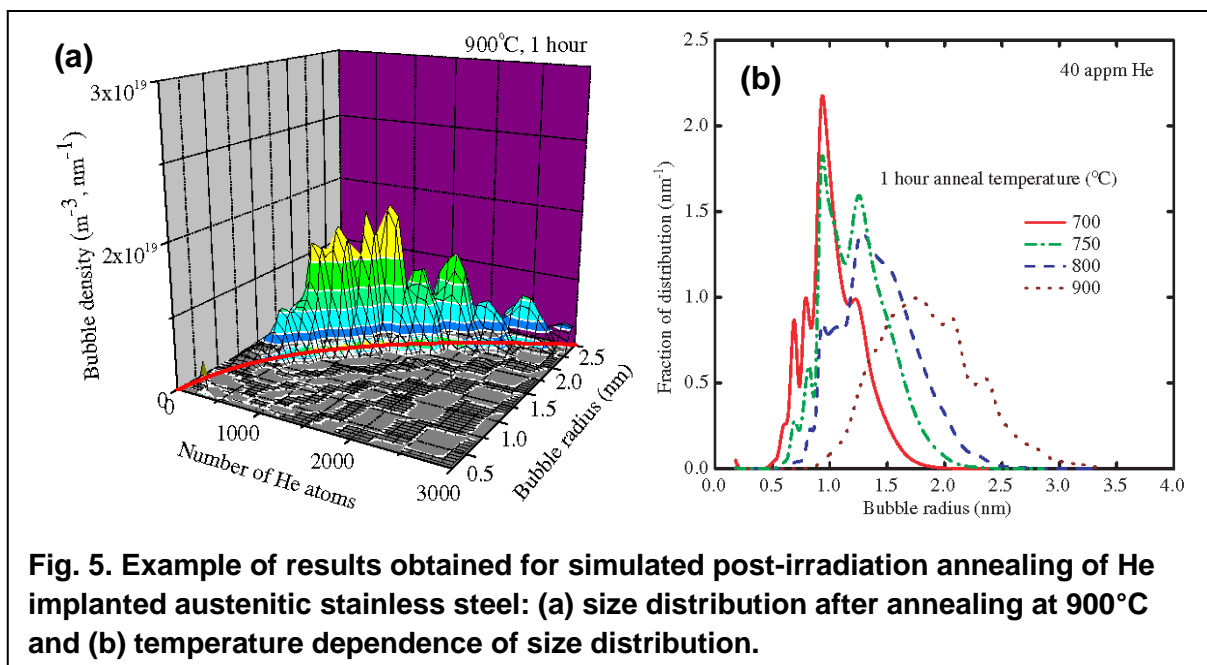 (a)
900°C, 1 hour
3x10¹⁹
2x10¹⁹
0
Bubble density (m⁻³, nm⁻¹)
0
1000
2000
3000
Number of He atoms
0.5
1.0
1.5
2.0
2.5
Bubble radius (nm)
(b)
40 appm He
1 hour anneal temperature (°C)
700
750
800
900
2.5
2.0
1.5
1.0
0.5
0.0
Fraction of distribution (nm⁻¹)
0.0 0.5 1.0 1.5 2.0 2.5 3.0 3.5 4.0
Bubble radius (nm)
Fig. 5. Example of results obtained for simulated post-irradiation annealing of He
implanted austenitic stainless steel: (a) size distribution after annealing at 900°C
and (b) temperature dependence of size distribution.